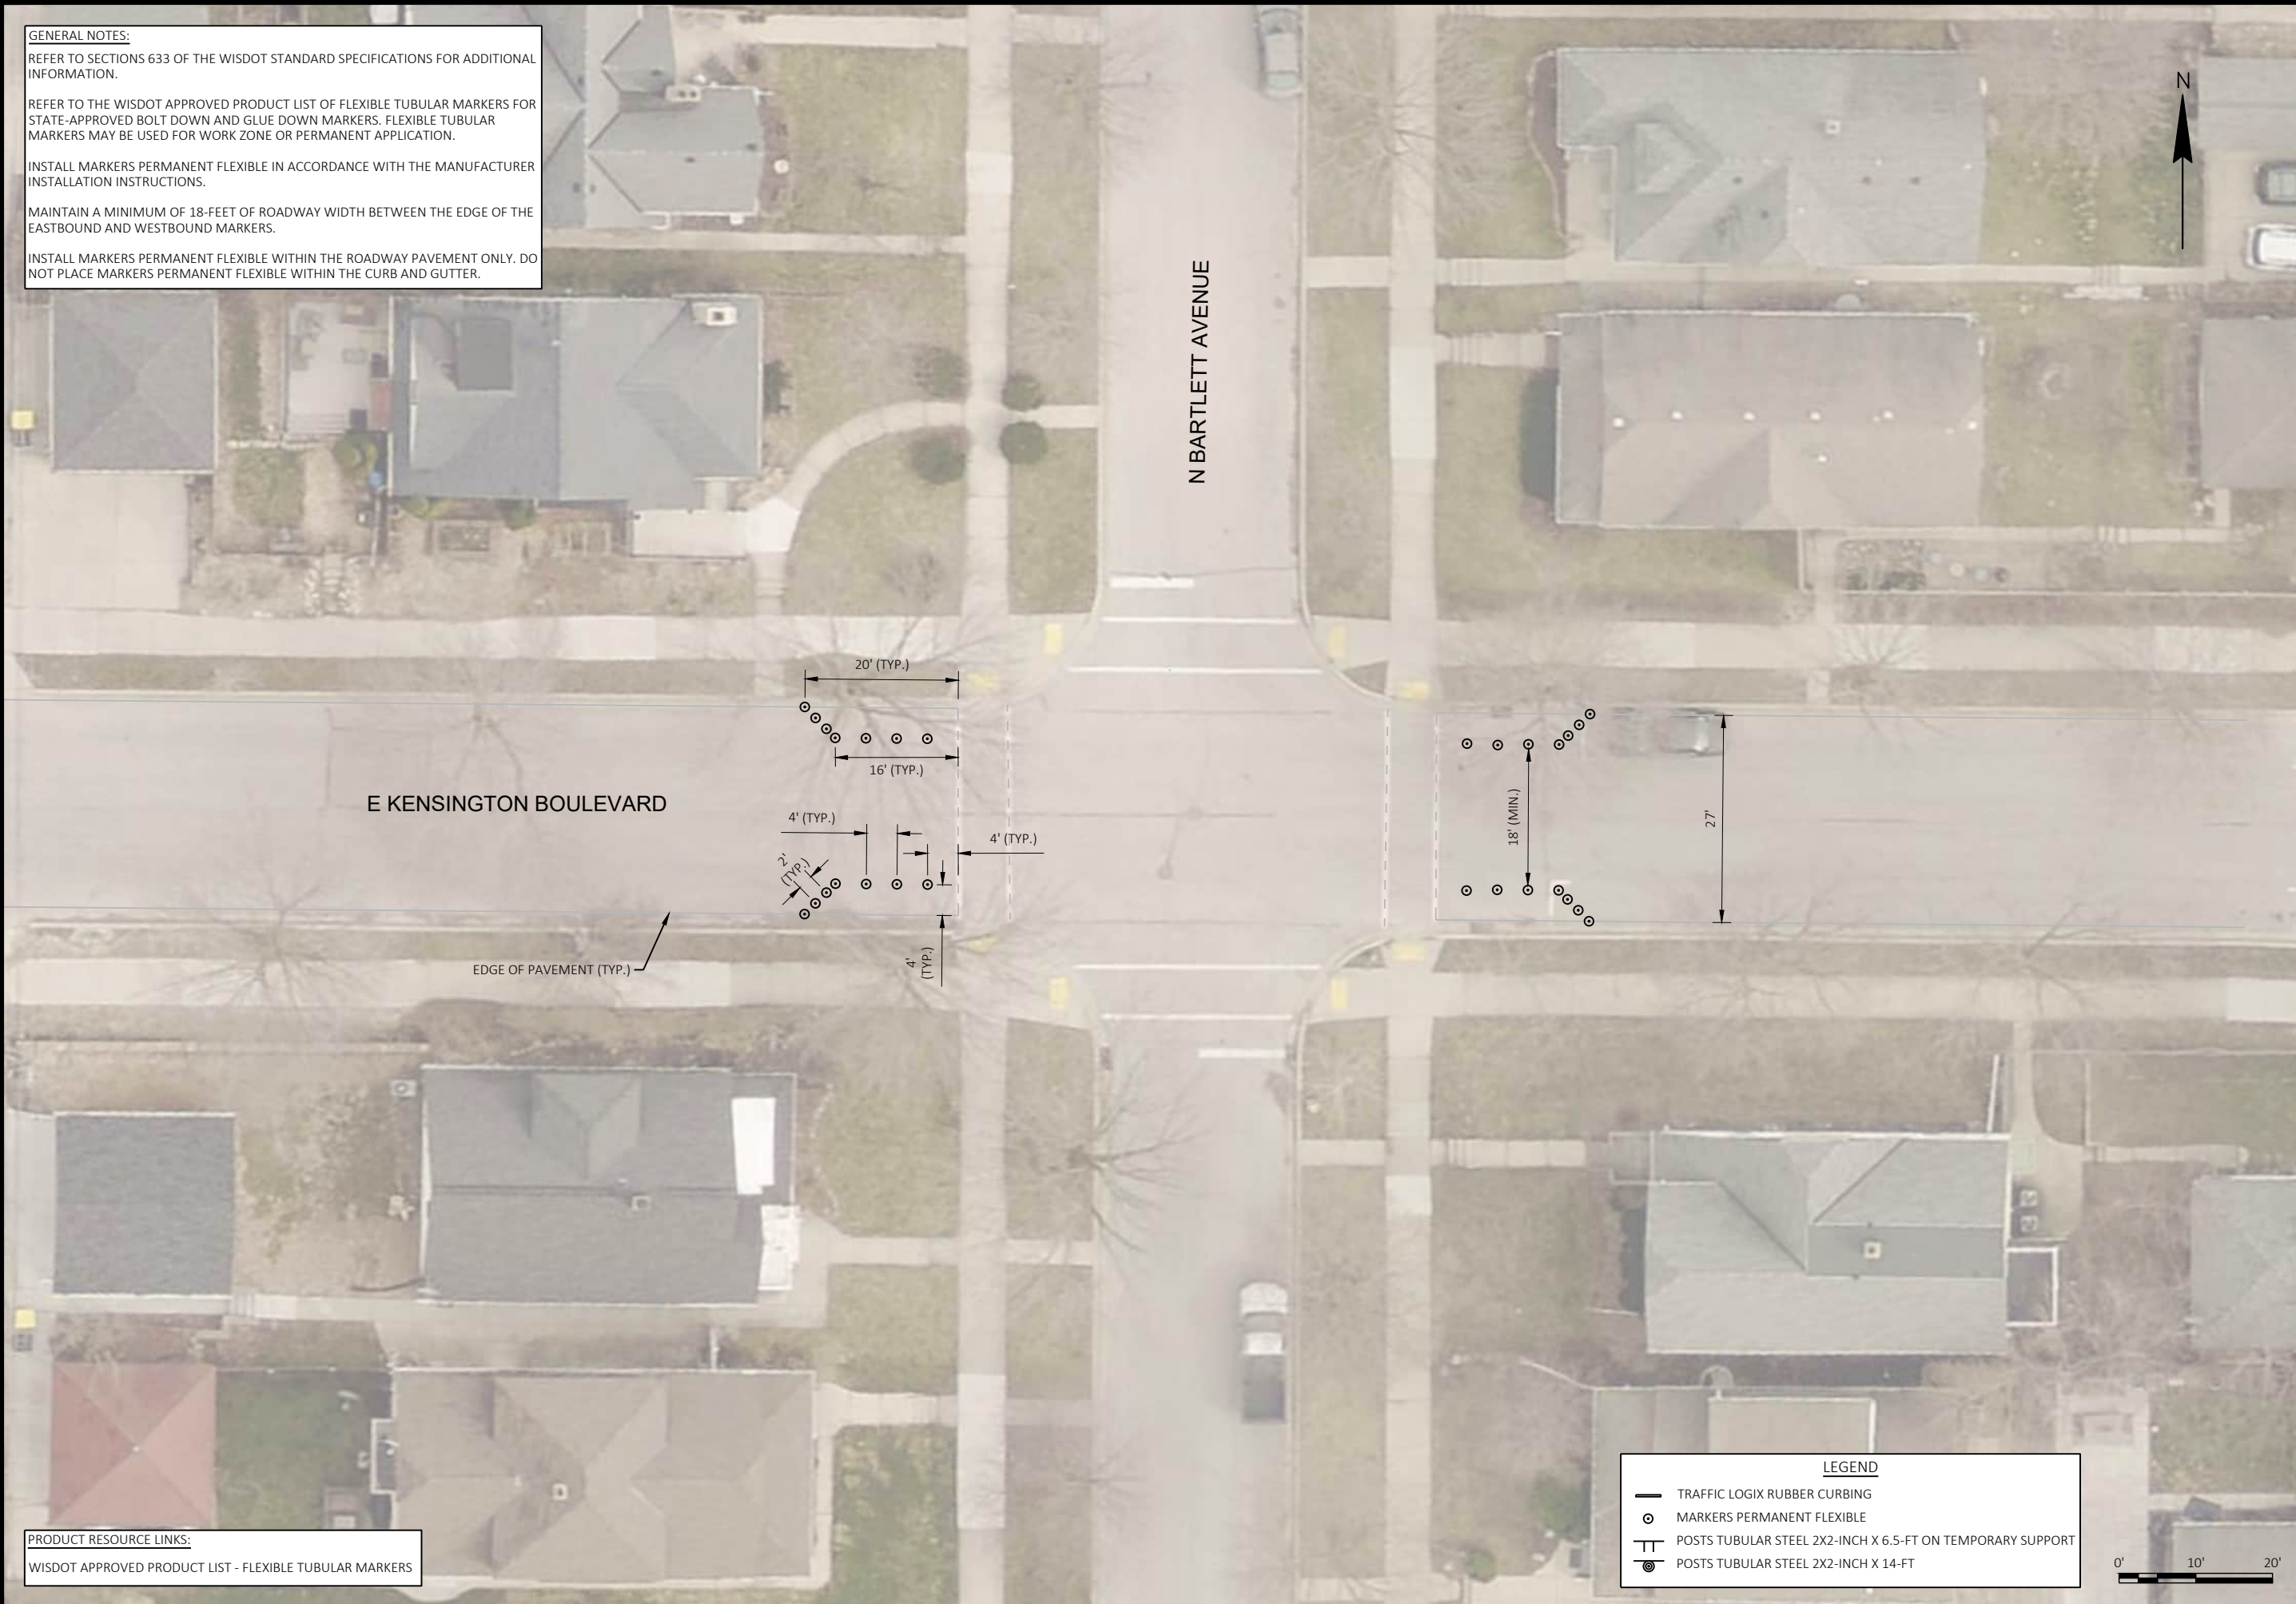 GENERAL NOTES:
REFER TO SECTIONS 633 OF THE WISDOT STANDARD SPECIFICATIONS FOR ADDITIONAL
INFORMATION.
REFER TO THE WISDOT APPROVED PRODUCT LIST OF FLEXIBLE TUBULAR MARKERS FOR
STATE-APPROVED BOLT DOWN AND GLUE DOWN MARKERS. FLEXIBLE TUBULAR
MARKERS MAY BE USED FOR WORK ZONE OR PERMANENT APPLICATION.
INSTALL MARKERS PERMANENT FLEXIBLE IN ACCORDANCE WITH THE MANUFACTURER
INSTALLATION INSTRUCTIONS.
MAINTAIN A MINIMUM OF 18-FEET OF ROADWAY WIDTH BETWEEN THE EDGE OF THE
EASTBOUND AND WESTBOUND MARKERS.
INSTALL MARKERS PERMANENT FLEXIBLE WITHIN THE ROADWAY PAVEMENT ONLY. DO
NOT PLACE MARKERS PERMANENT FLEXIBLE WITHIN THE CURB AND GUTTER.
N
N BARTLETT AVENUE
20' (TYP.)
16' (TYP.)
E KENSINGTON BOULEVARD
4' (TYP.)
4' (TYP.)
2'
(TYP.)
18' (MIN.)
27'
4'
(TYP.)
EDGE OF PAVEMENT (TYP.)
LEGEND
TRAFFIC LOGIX RUBBER CURBING
MARKERS PERMANENT FLEXIBLE
POSTS TUBULAR STEEL 2X2-INCH X 6.5-FT ON TEMPORARY SUPPORT
POSTS TUBULAR STEEL 2X2-INCH X 14-FT
PRODUCT RESOURCE LINKS:
WISDOT APPROVED PRODUCT LIST - FLEXIBLE TUBULAR MARKERS
0' 10' 20'